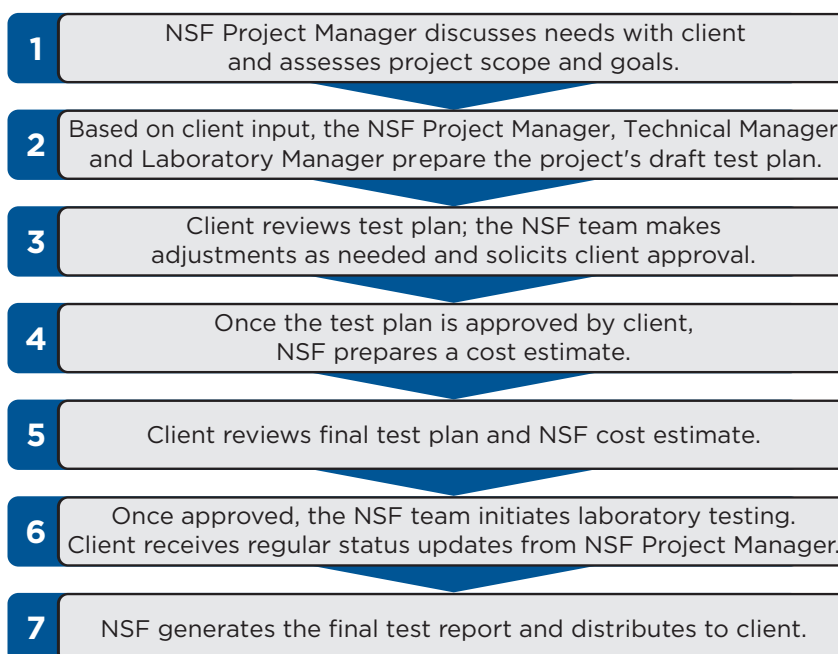 1
NSF Project Manager discusses needs with client
and assesses project scope and goals.
2
Based on client input, the NSF Project Manager, Technical Manager
and Laboratory Manager prepare the project's draft test plan.
3
Client reviews test plan; the NSF team makes
adjustments as needed and solicits client approval.
4
Once the test plan is approved by client,
NSF prepares a cost estimate.
5
Client reviews final test plan and NSF cost estimate.
6
Once approved, the NSF team initiates laboratory testing.
Client receives regular status updates from NSF Project Manager.
7
NSF generates the final test report and distributes to client.